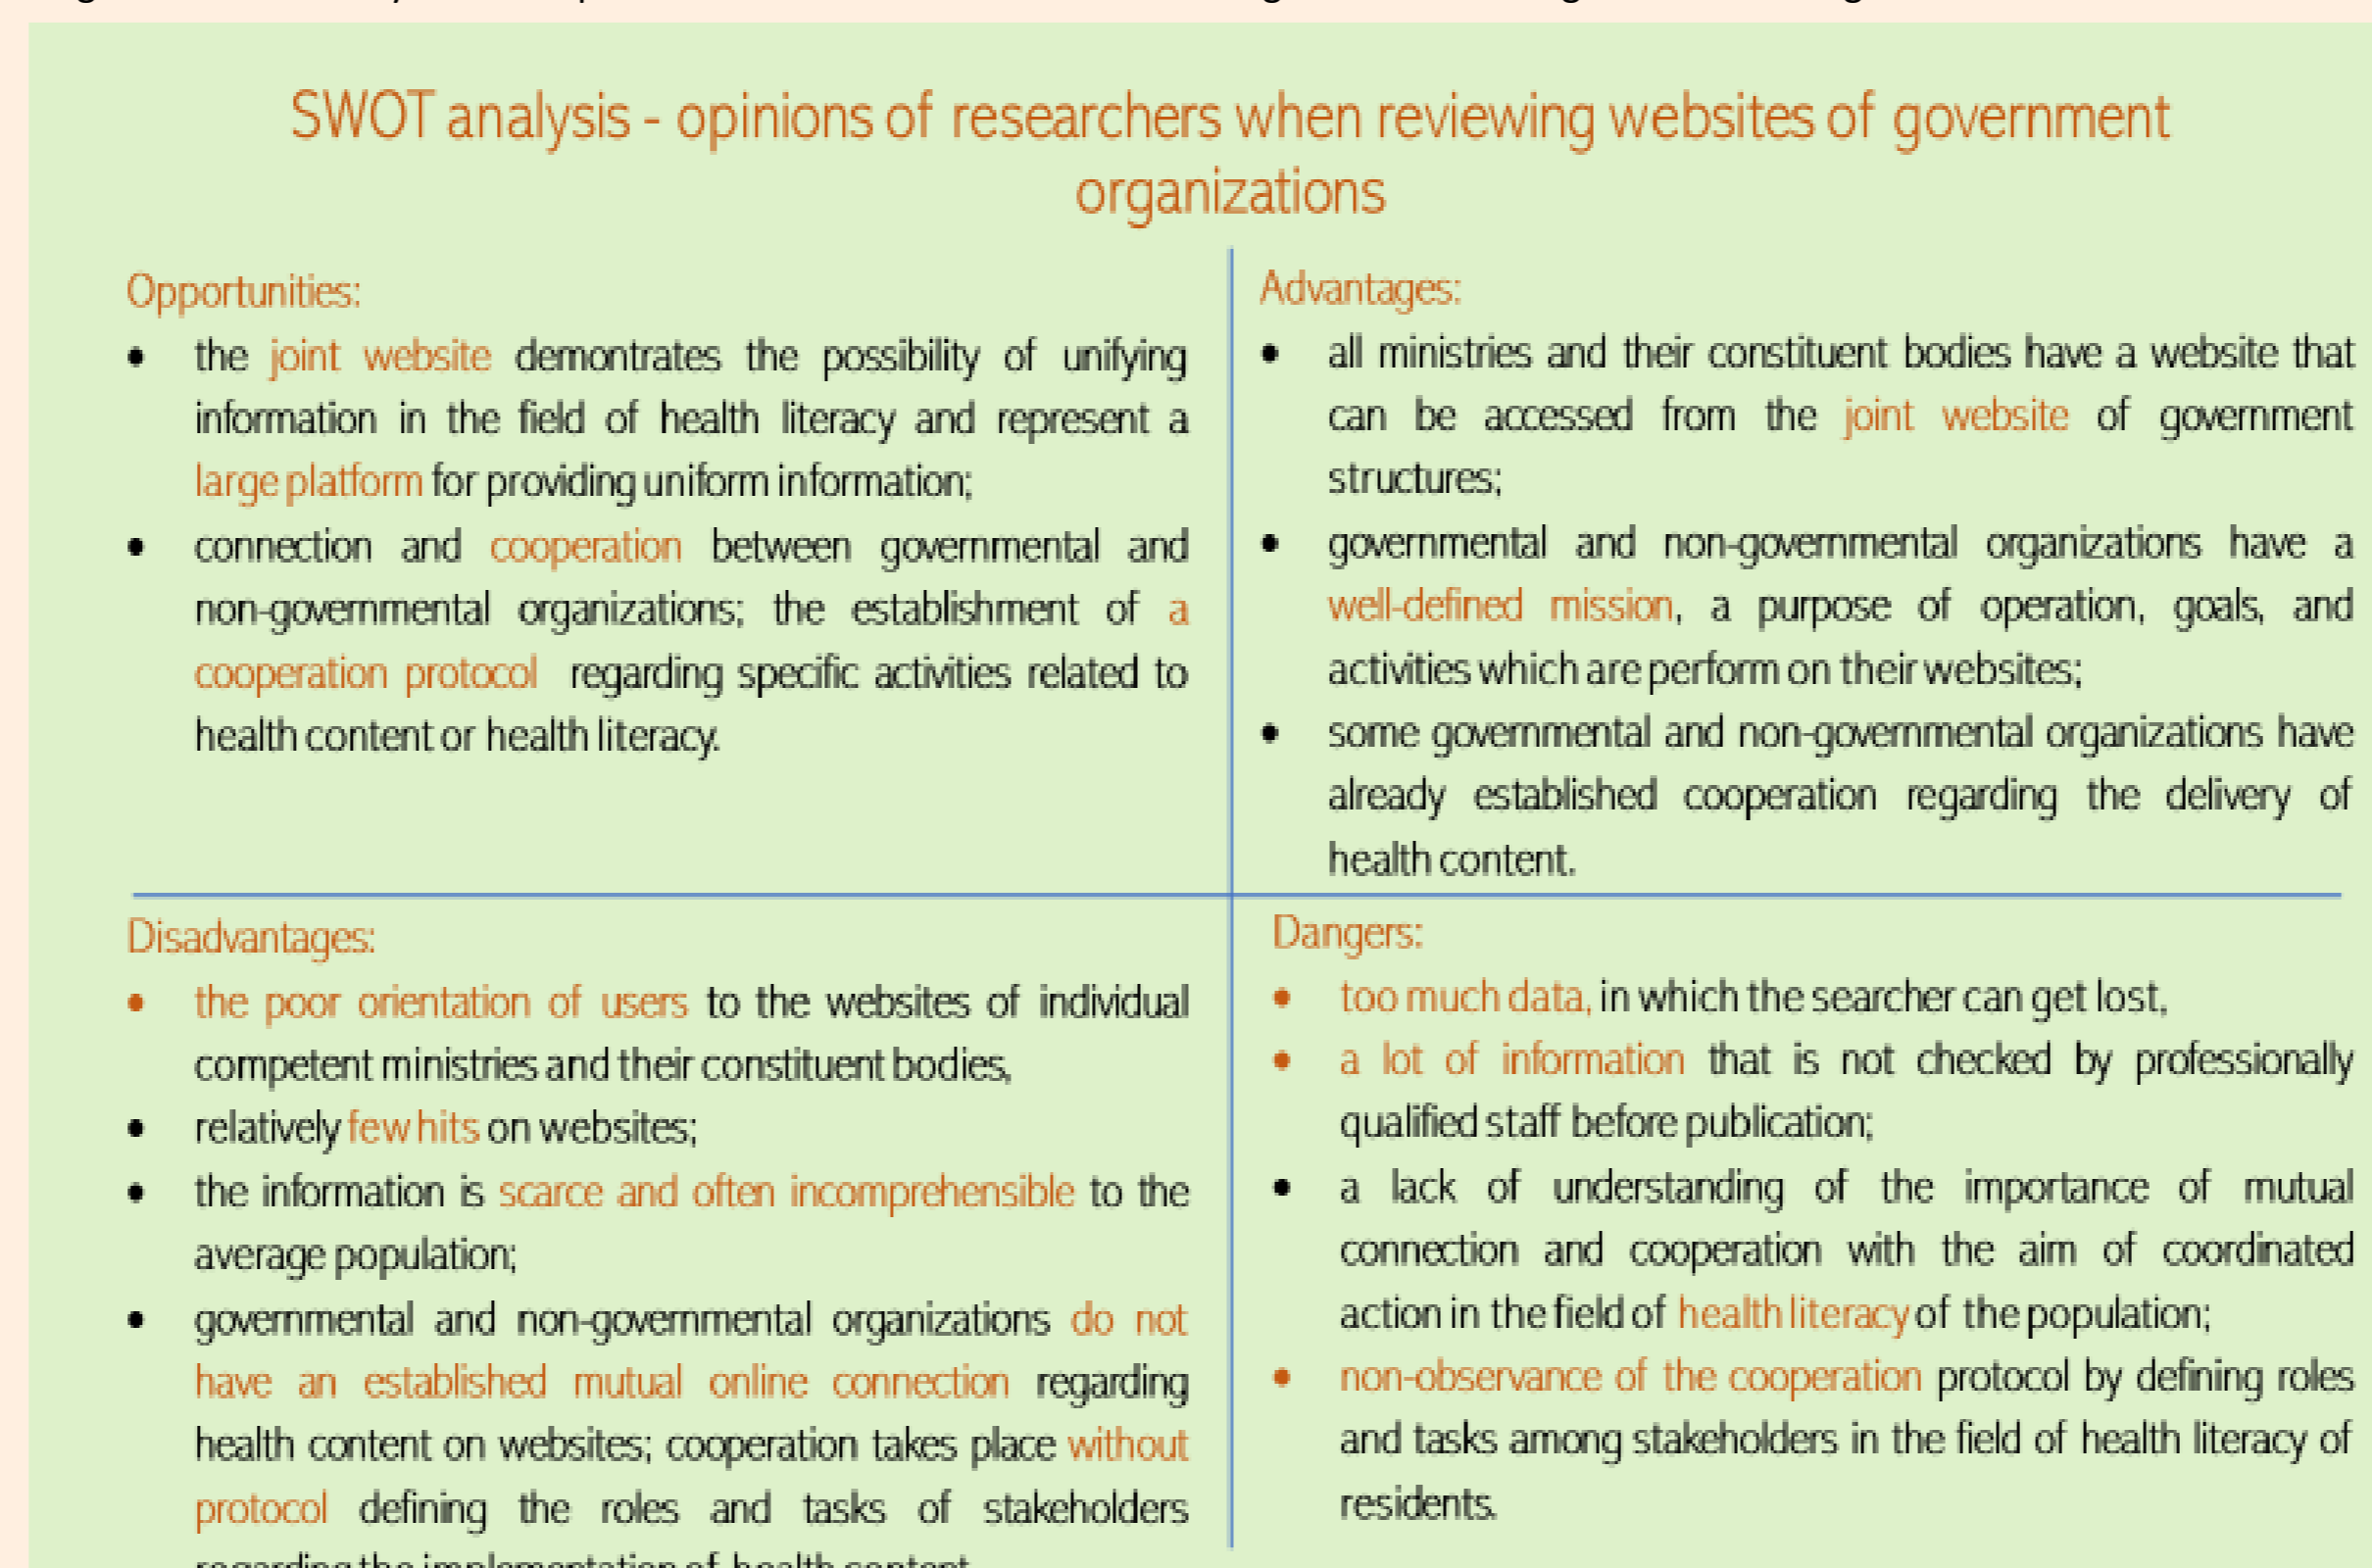 SWOT analysis - opinions of researchers when reviewing websites of government
organizations
Opportunities:
• the joint website demontrates the possibility of unifying
information in the field of health literacy and represent a
large platform for providing uniform information;
• connection and cooperation between governmental and
non-governmental organizations; the establishment of a
cooperation protocol regarding specific activities related to
health content or health literacy.
Advantages:
• all ministries and their constituent bodies have a website that
can be accessed from the joint website of government
structures;
• governmental and non-governmental organizations have a
well-defined mission, a purpose of operation, goals, and
activities which are perform on their websites;
• some governmental and non-governmental organizations have
already established cooperation regarding the delivery of
health content.
Disadvantages:
• the poor orientation of users to the websites of individual
competent ministries and their constituent bodies,
• relatively few hits on websites;
• the information is scarce and often incomprehensible to the
average population;
• governmental and non-governmental organizations do not
have an established mutual online connection regarding
health content on websites; cooperation takes place without
protocol defining the roles and tasks of stakeholders
regarding the implementation of health content
Dangers:
• too much data, in which the searcher can get lost,
• a lot of information that is not checked by professionally
qualified staff before publication;
• a lack of understanding of the importance of mutual
connection and cooperation with the aim of coordinated
action in the field of health literacy of the population;
• non-observance of the cooperation protocol by defining roles
and tasks among stakeholders in the field of health literacy of
residents.